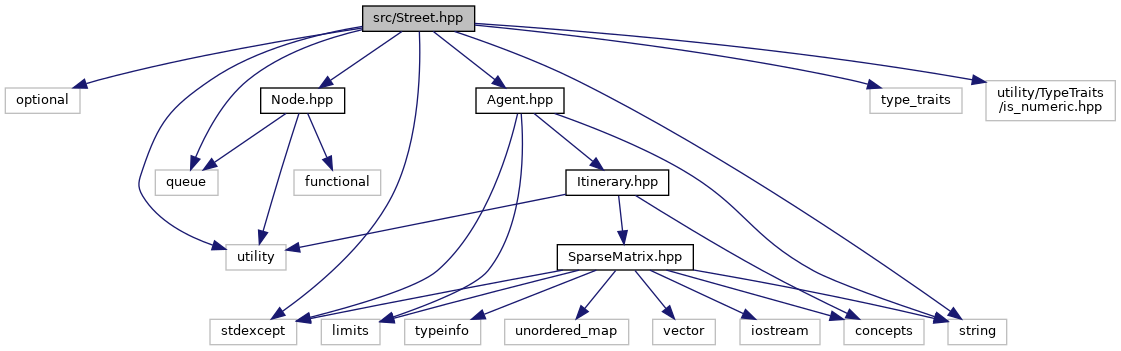 src/Street.hpp
optional
Node.hpp
Agent.hpp
type_traits
utility/TypeTraits
/is_numeric.hpp
queue
functional
Itinerary.hpp
utility
SparseMatrix.hpp
stdexcept
limits
typeinfo
unordered_map
vector
iostream
concepts
string